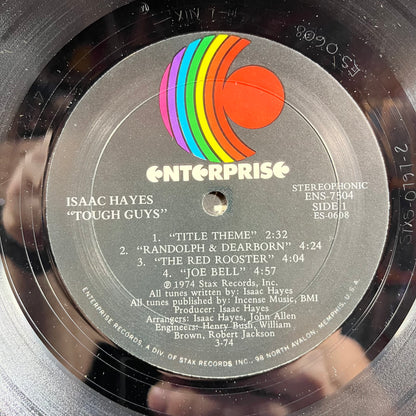 ENTERPRISE
ISAAC HAYES
"TOUGH GUYS"
STEREOPHONIC
ENS-7504
SIDE 1
ES-0608
1. "TITLE THEME" 2:32
2. "RANDOLPH & DEARBORN" 4:24
3. "THE RED ROOSTER" 4:04
4. "JOE BELL" 4:57
Ⓟ 1974 Stax Records, Inc.
All tunes written by: Isaac Hayes
All tunes published by: Incense Music, BMI
Producer: Isaac Hayes
Arrangers: Isaac Hayes, John Allen
Engineers: Henry Bush, William
Brown, Robert Jackson
3-74
ENTERPRISE RECORDS, A DIV. OF STAX RECORDS INC., 98 NORTH AVALON, MEMPHIS, U.S.A.